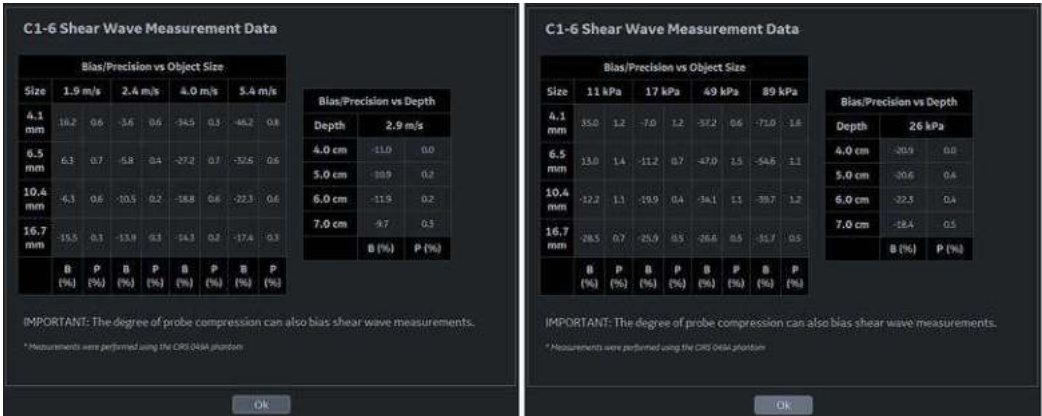 C1-6 Shear Wave Measurement Data
Bias/Precision vs Object Size
Size 1.9 m/s 2.4 m/s 4.0 m/s 5.4 m/s
4.1 mm 16.2 0.6 -3.6 0.6 -34.5 0.3 -46.2 0.8
6.5 mm 6.3 0.7 -5.8 0.4 -27.2 0.7 -32.6 0.6
10.4 mm -6.3 0.6 -10.5 0.2 -18.8 0.6 -22.3 0.6
16.7 mm -15.5 0.3 -13.9 0.3 -14.3 0.2 -17.4 0.3
B (%) P (%) B (%) P (%) B (%) P (%) B (%) P (%)
Bias/Precision vs Depth
Depth 2.9 m/s
4.0 cm -11.0 0.0
5.0 cm -10.9 0.2
6.0 cm -11.9 0.2
7.0 cm -9.7 0.3
B (%) P (%)
IMPORTANT: The degree of probe compression can also bias shear wave measurements.
* Measurements were performed using the CIRS 049A phantom
Ok
C1-6 Shear Wave Measurement Data
Bias/Precision vs Object Size
Size 11 kPa 17 kPa 49 kPa 89 kPa
4.1 mm 35.0 1.2 -7.0 1.2 -57.2 0.6 -71.0 1.6
6.5 mm 13.0 1.4 -11.2 0.7 -47.0 1.5 -54.6 1.1
10.4 mm -12.2 1.1 -19.9 0.4 -34.1 1.1 -39.7 1.2
16.7 mm -28.5 0.7 -25.9 0.5 -26.6 0.5 -31.7 0.5
B (%) P (%) B (%) P (%) B (%) P (%) B (%) P (%)
Bias/Precision vs Depth
Depth 26 kPa
4.0 cm -20.9 0.0
5.0 cm -20.6 0.4
6.0 cm -22.3 0.4
7.0 cm -18.4 0.5
B (%) P (%)
IMPORTANT: The degree of probe compression can also bias shear wave measurements.
* Measurements were performed using the CIRS 049A phantom
Ok